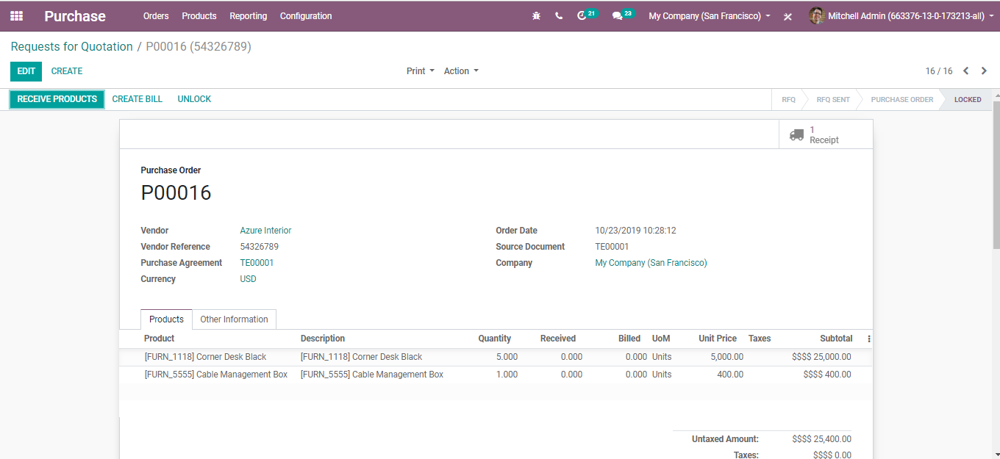 Purchase Orders Products Reporting Configuration 21 23 My Company (San Francisco) Mitchell Admin (663376-13-0-173213-all)
Requests for Quotation / P00016 (54326789)
EDIT CREATE Print Action 16 / 16
RECEIVE PRODUCTS CREATE BILL UNLOCK RFQ RFQ SENT PURCHASE ORDER LOCKED
1
Receipt
Purchase Order
P00016
Vendor Azure Interior Order Date 10/23/2019 10:28:12
Vendor Reference 54326789 Source Document TE00001
Purchase Agreement TE00001 Company My Company (San Francisco)
Currency USD
Products Other Information
Product Description Quantity Received Billed UoM Unit Price Taxes Subtotal
[FURN_1118] Corner Desk Black [FURN_1118] Corner Desk Black 5.000 0.000 0.000 Units 5,000.00 $$$$ 25,000.00
[FURN_5555] Cable Management Box [FURN_5555] Cable Management Box 1.000 0.000 0.000 Units 400.00 $$$$ 400.00
Untaxed Amount: $$$$ 25,400.00
Taxes: $$$$ 0.00